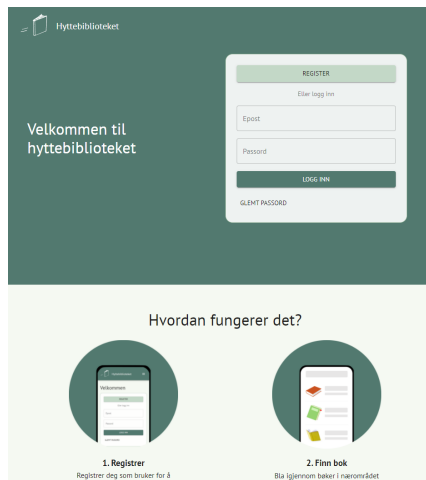 Hyttebiblioteket
REGISTER
Eller logg inn
Epost
Velkommen til
hyttebiblioteket
Passord
LOGG INN
GLEMT PASSORD
Hvordan fungerer det?
Velkommen
1. Registrer
Registrer deg som bruker for å
2. Finn bok
Bla igjennom bøker i nærområdet